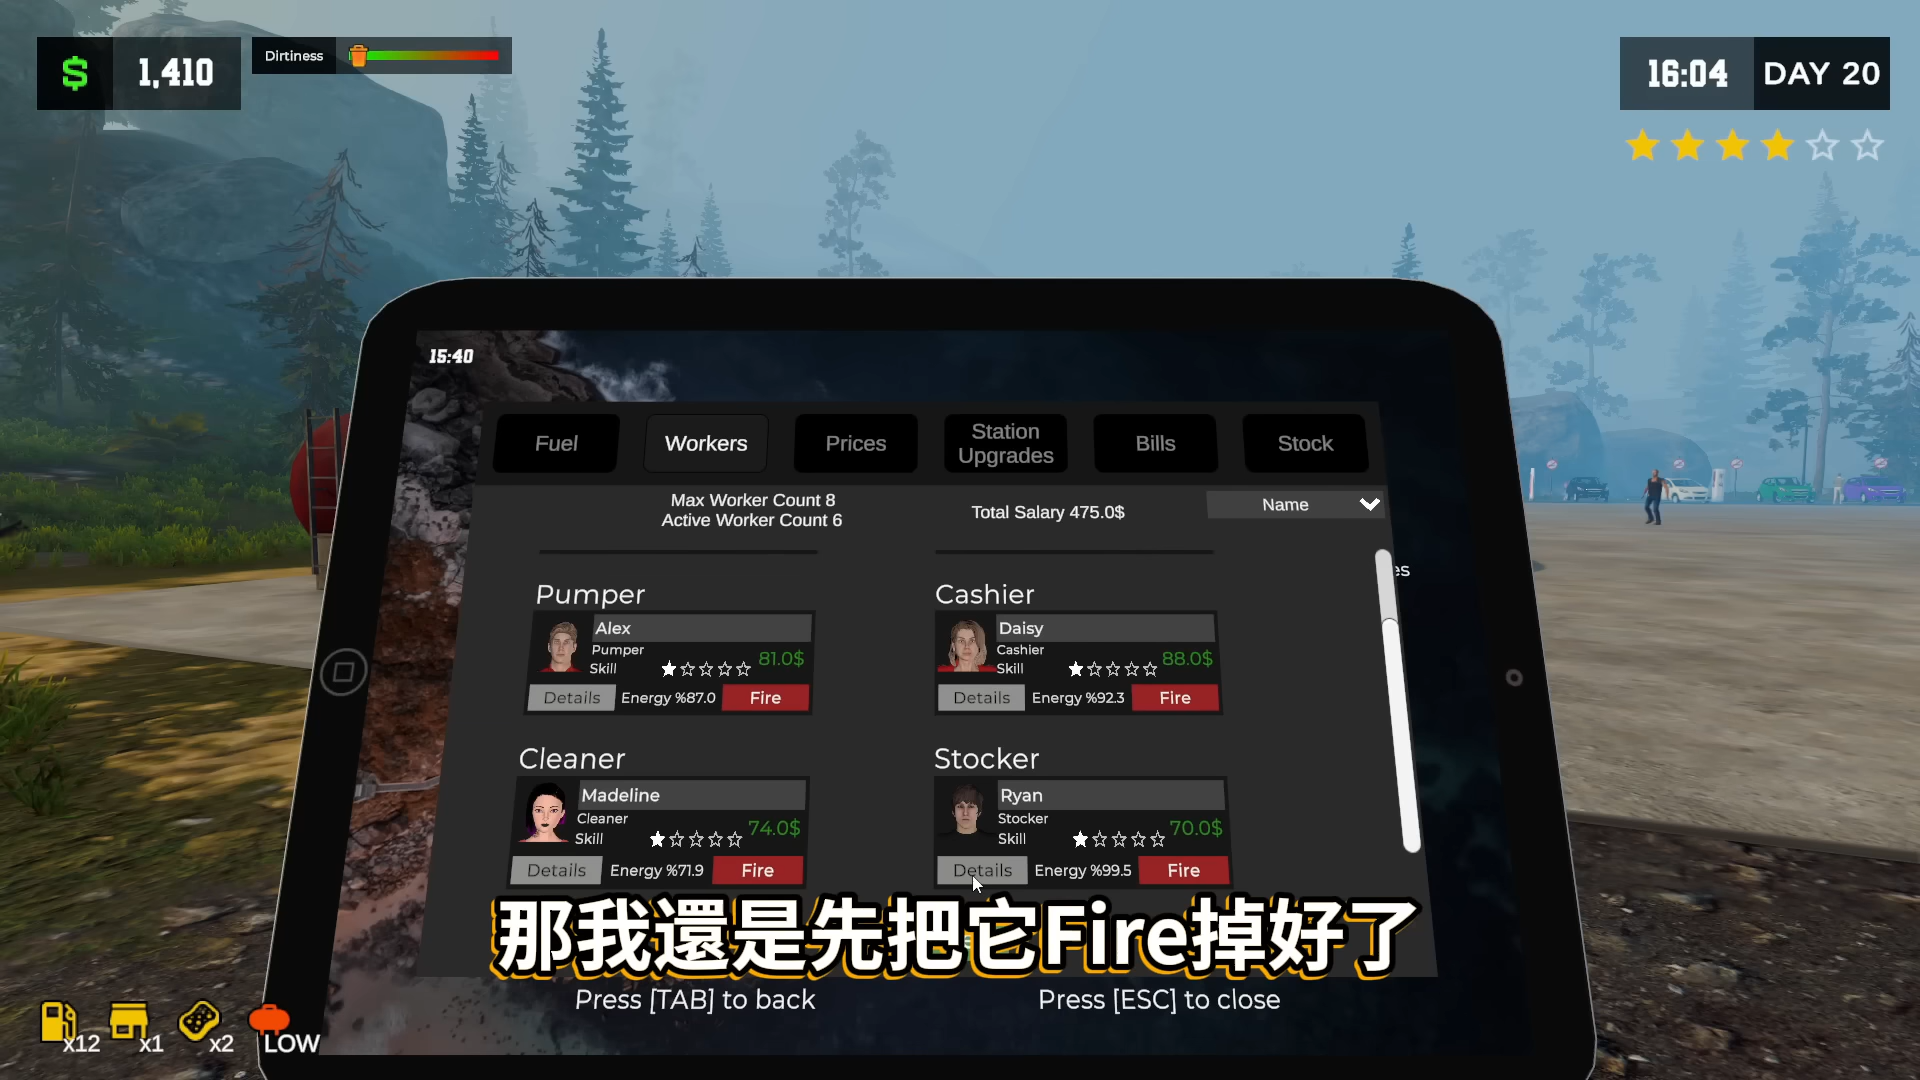 1,410
Dirtiness
16:04
DAY 20
15:40
Fuel
Workers
Prices
Station
Upgrades
Bills
Stock
Max Worker Count 8
Active Worker Count 6
Total Salary 475.0$
Name
Pumper
Alex
Pumper
Skill
81.0$
Details
Energy %87.0
Fire
Cashier
Daisy
Cashier
Skill
88.0$
Details
Energy %92.3
Fire
Cleaner
Madeline
Cleaner
Skill
74.0$
Details
Energy %71.9
Fire
Stocker
Ryan
Stocker
Skill
70.0$
Details
Energy %99.5
Fire
那我還是先把它Fire掉好了
Press [TAB] to back
Press [ESC] to close
x12
x1
x2
LOW